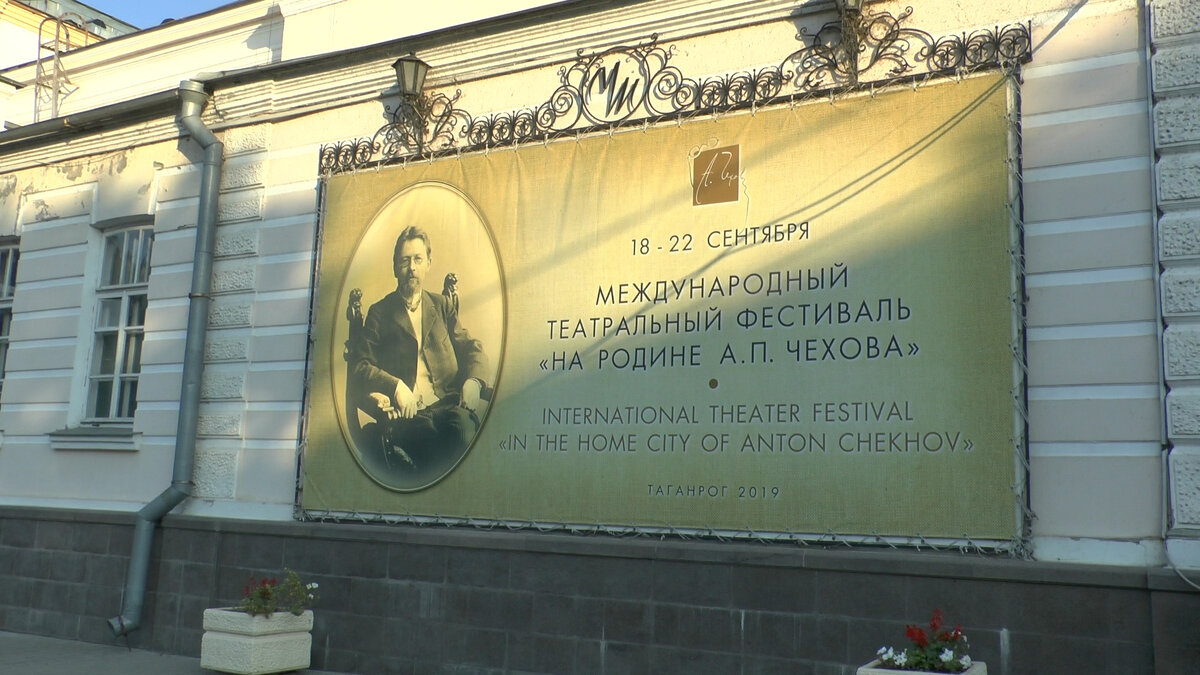 А. Чехов
18 - 22 СЕНТЯБРЯ
МЕЖДУНАРОДНЫЙ
ТЕАТРАЛЬНЫЙ ФЕСТИВАЛЬ
«НА РОДИНЕ А.П. ЧЕХОВА»
INTERNATIONAL THEATER FESTIVAL
«IN THE HOME CITY OF ANTON CHEKHOV»
ТАГАНРОГ 2019